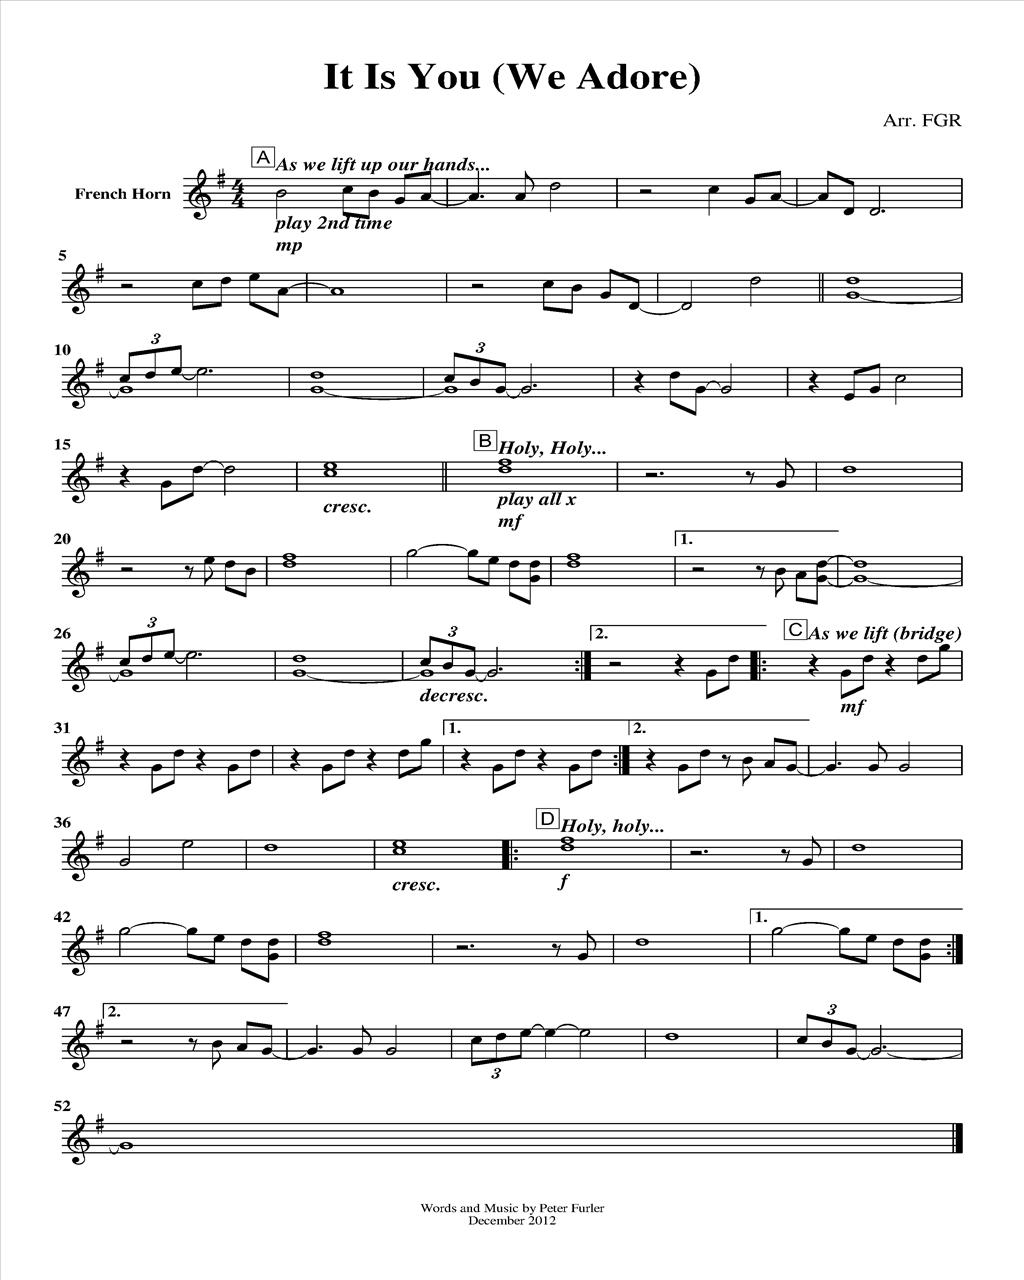 It Is You (We Adore)
Arr. FGR
A As we lift up our hands...
French Horn
play 2nd time
mp
5
10
3
3
15
B Holy, Holy...
cresc.
play all x
mf
20
1.
26
3
3
2.
C As we lift (bridge)
decresc.
mf
31
1.
2.
36
D Holy, holy...
cresc.
f
42
1.
47
2.
3
3
52
Words and Music by Peter Furler
December 2012